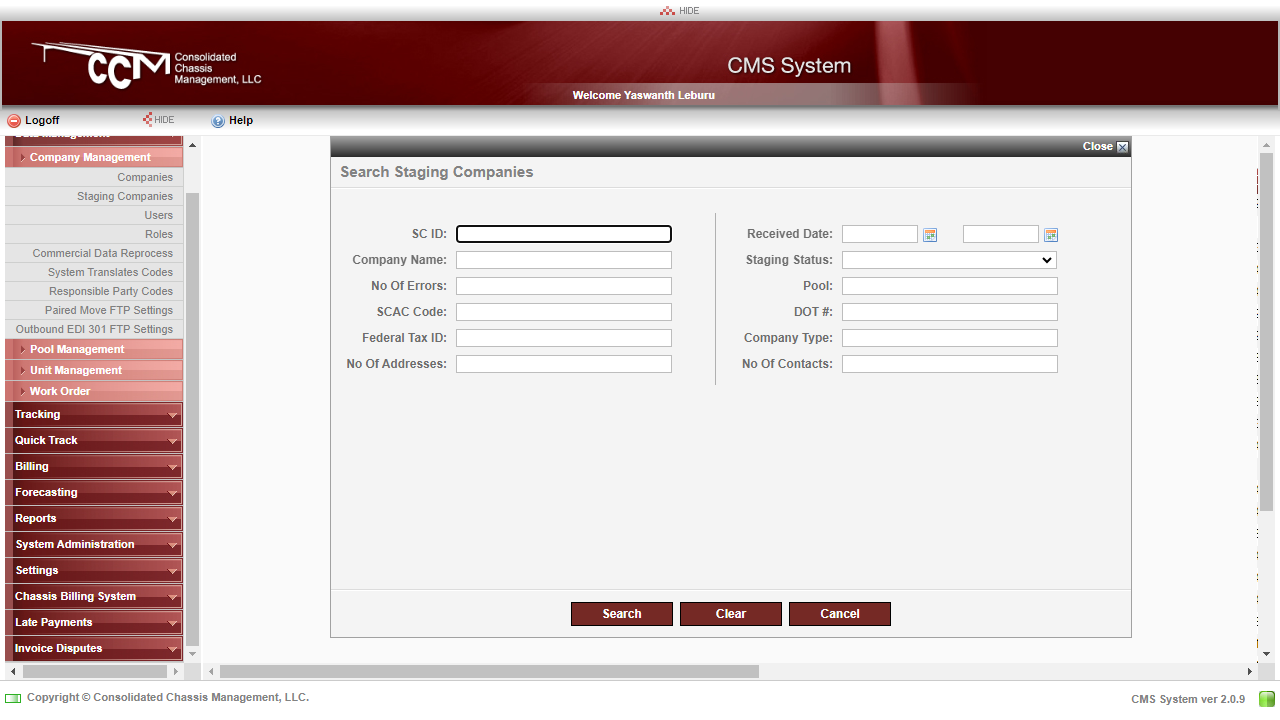 HIDE
CCM
Consolidated
Chassis
Management, LLC
CMS System
Welcome Yaswanth Leburu
Logoff
HIDE
Help
Company Management
Companies
Staging Companies
Users
Roles
Commercial Data Reprocess
System Translates Codes
Responsible Party Codes
Paired Move FTP Settings
Outbound EDI 301 FTP Settings
Pool Management
Unit Management
Work Order
Tracking
Quick Track
Billing
Forecasting
Reports
System Administration
Settings
Chassis Billing System
Late Payments
Invoice Disputes
Close
Search Staging Companies
SC ID:
Company Name:
No Of Errors:
SCAC Code:
Federal Tax ID:
No Of Addresses:
Received Date:
Staging Status:
Pool:
DOT #:
Company Type:
No Of Contacts:
Search Clear Cancel
Copyright © Consolidated Chassis Management, LLC.
CMS System ver 2.0.9